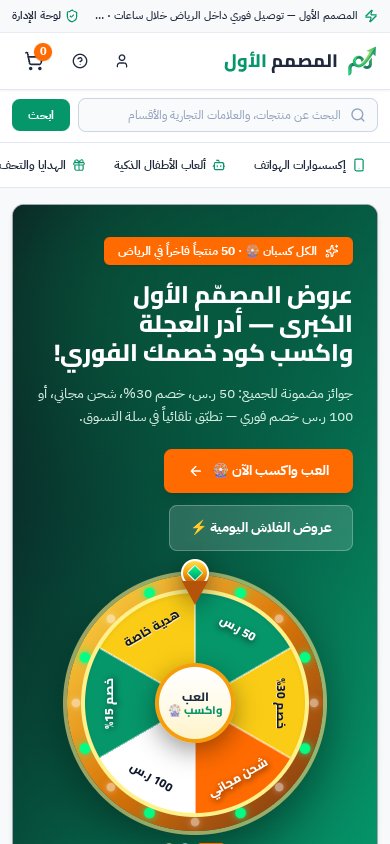 المصمم الأول — توصيل فوري داخل الرياض خلال ساعات · ...
لوحة الإدارة
المصمم الأول
0
البحث عن منتجات، والعلامات التجارية والأقسام
ابحث
إكسسوارات الهواتف
ألعاب الأطفال الذكية
الهدايا والتحف
الكل كسبان 🎡 · 50 منتجاً فاخراً في الرياض
عروض المصمّم الأول
الكبرى — أدر العجلة
واكسب كود خصمك الفوري!
جوائز مضمونة للجميع: 50 ر.س، خصم 30%، شحن مجاني، أو
100 ر.س خصم فوري — تطبّق تلقائياً في سلة التسوق.
العب واكسب الآن 🎡 ←
عروض الفلاش اليومية ⚡
50 ر.س
خصم 30%
شحن مجاني
100 ر.س
خصم 15%
هدية خاصة
العب
واكسب 🎡